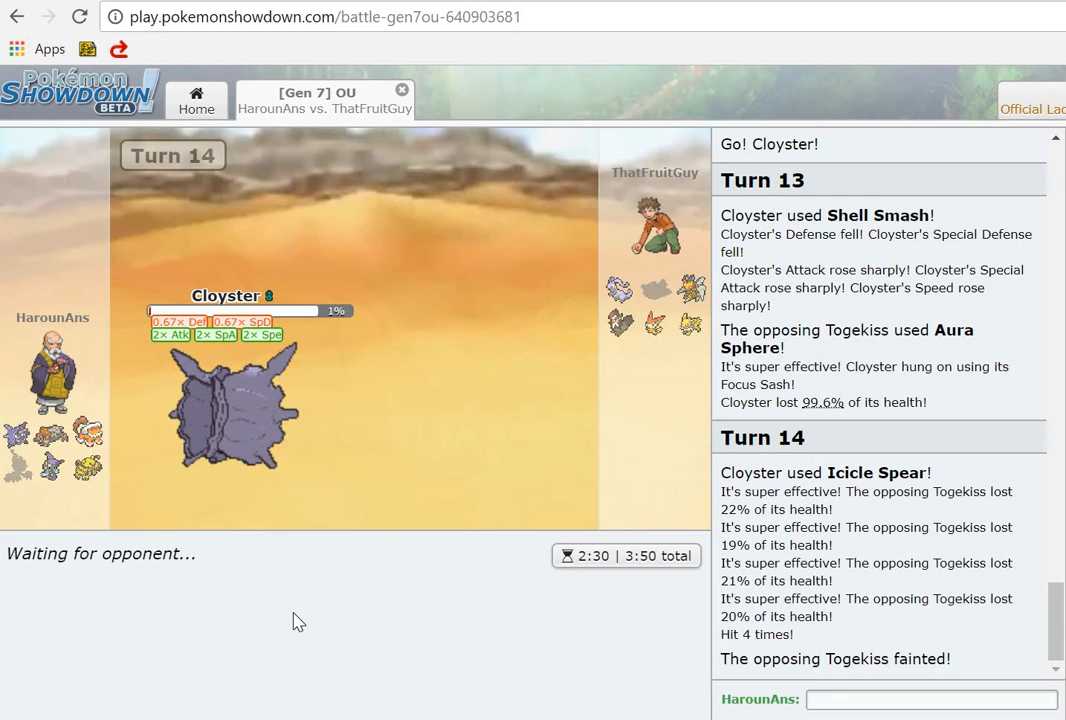 play.pokemonshowdown.com/battle-gen7ou-640903681
Apps
Pokémon
SHOWDOWN!
BETA
Home
[Gen 7] OU
HarounAns vs. ThatFruitGuy
Official Lad
Turn 14
HarounAns
ThatFruitGuy
Cloyster
1%
0.67× Def 0.67× SpD
2× Atk 2× SpA 2× Spe
Waiting for opponent...
2:30 | 3:50 total
Go! Cloyster!
Turn 13
Cloyster used Shell Smash!
Cloyster's Defense fell! Cloyster's Special Defense
fell!
Cloyster's Attack rose sharply! Cloyster's Special
Attack rose sharply! Cloyster's Speed rose
sharply!
The opposing Togekiss used Aura
Sphere!
It's super effective! Cloyster hung on using its
Focus Sash!
Cloyster lost 99.6% of its health!
Turn 14
Cloyster used Icicle Spear!
It's super effective! The opposing Togekiss lost
22% of its health!
It's super effective! The opposing Togekiss lost
19% of its health!
It's super effective! The opposing Togekiss lost
21% of its health!
It's super effective! The opposing Togekiss lost
20% of its health!
Hit 4 times!
The opposing Togekiss fainted!
HarounAns: